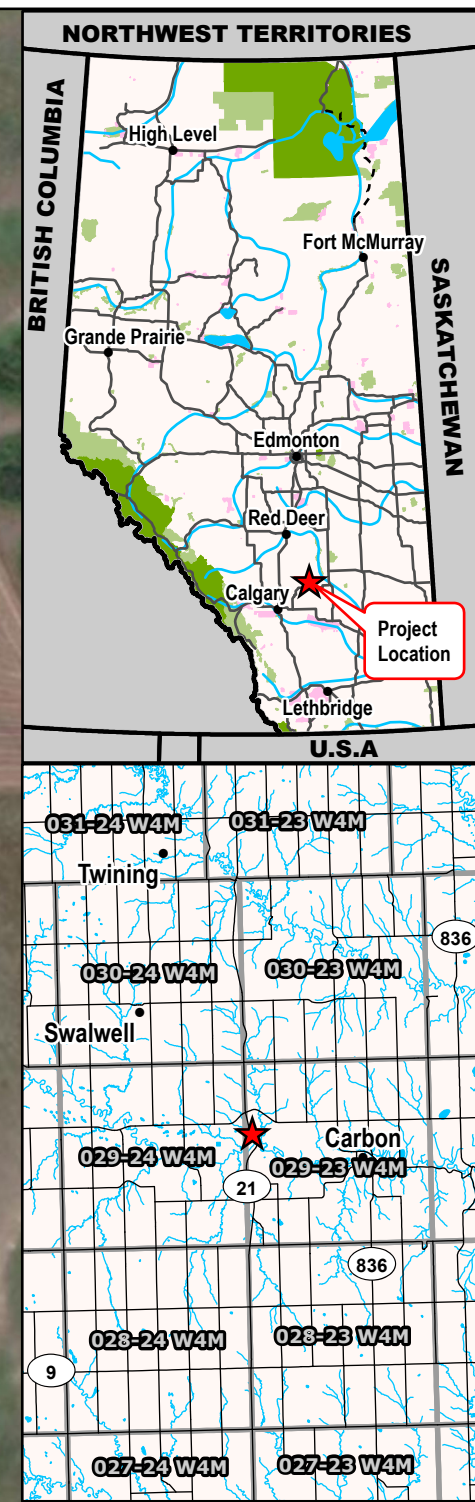 NORTHWEST TERRITORIES
BRITISH COLUMBIA
High Level
Fort McMurray
SASKATCHEWAN
Grande Prairie
Edmonton
Red Deer
Calgary
Project
Location
Lethbridge
U.S.A
031-24 W4M
031-23 W4M
Twining
836
030-24 W4M
030-23 W4M
Swalwell
Carbon
029-24 W4M
029-23 W4M
21
836
028-24 W4M
028-23 W4M
9
027-24 W4M
027-23 W4M